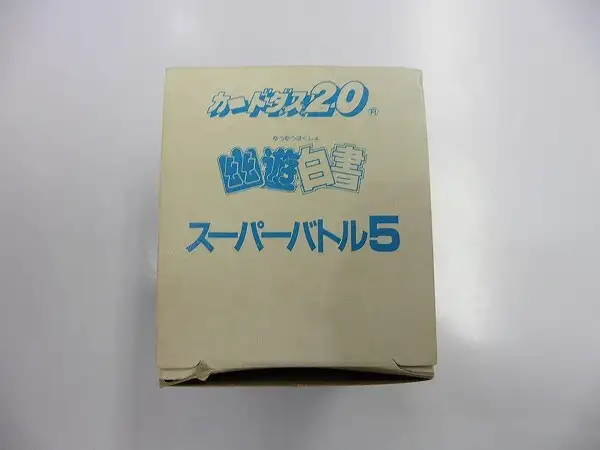 カードダス20®
ゆうゆうはくしょ
幽遊白書
スーパーバトル5